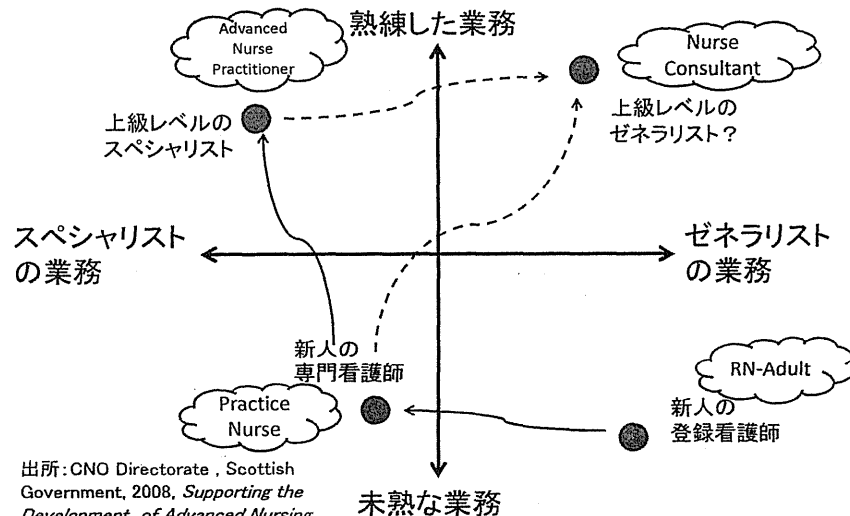 Advanced
Nurse
Practitioner
熟練した業務
Nurse
Consultant
上級レベルの
スペシャリスト
上級レベルの
ゼネラリスト?
スペシャリスト
の業務
ゼネラリスト
の業務
新人の
専門看護師
RN-Adult
Practice
Nurse
新人の
登録看護師
出所:CNO Directorate , Scottish
Government, 2008, Supporting the
Development of Advanced Nursing
未熟な業務